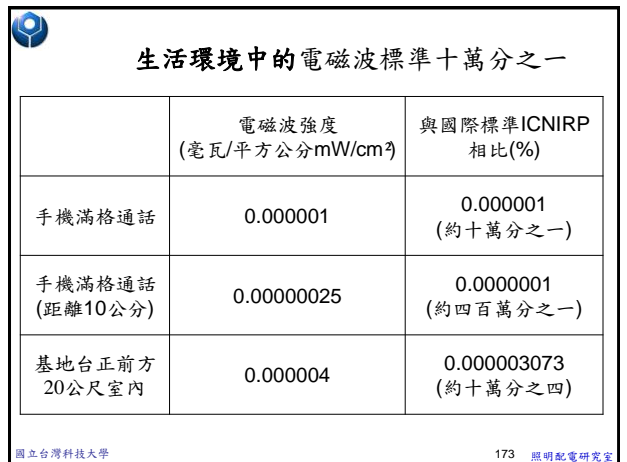 生活環境中的電磁波標準十萬分之一
電磁波強度
(毫瓦/平方公分mW/cm²)
與國際標準ICNIRP
相比(%)
手機滿格通話
0.000001
0.000001
(約十萬分之一)
手機滿格通話
(距離10公分)
0.00000025
0.0000001
(約四百萬分之一)
基地台正前方
20公尺室內
0.000004
0.000003073
(約十萬分之四)
國立台灣科技大學
173 照明配電研究室